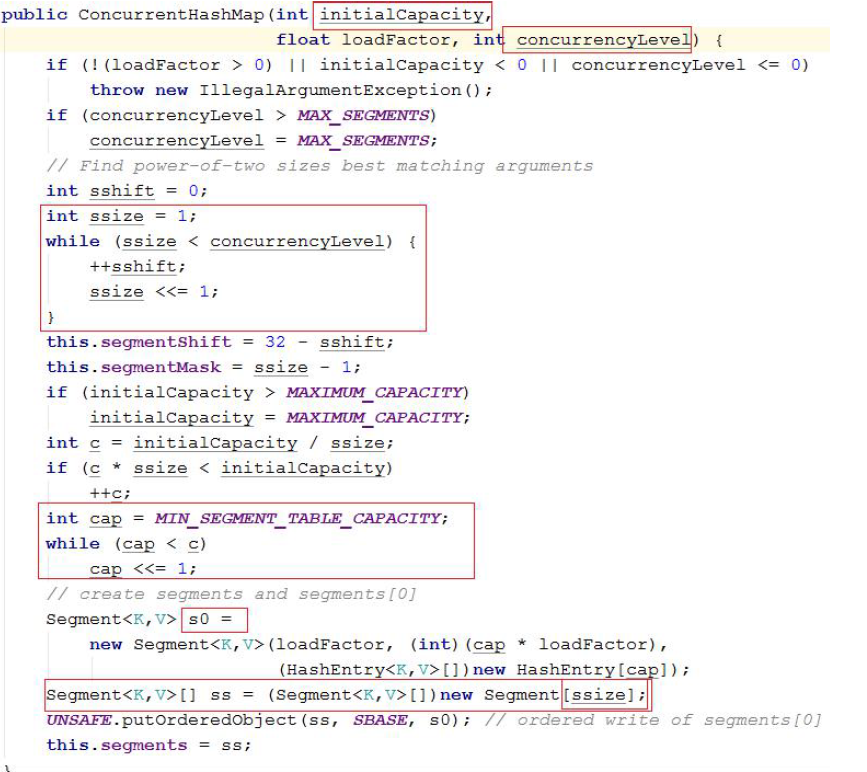 public ConcurrentHashMap(int initialCapacity,
                         float loadFactor, int concurrencyLevel) {
    if (!(loadFactor > 0) || initialCapacity < 0 || concurrencyLevel <= 0)
        throw new IllegalArgumentException();
    if (concurrencyLevel > MAX_SEGMENTS)
        concurrencyLevel = MAX_SEGMENTS;
    // Find power-of-two sizes best matching arguments
    int sshift = 0;
    int ssize = 1;
    while (ssize < concurrencyLevel) {
        ++sshift;
        ssize <<= 1;
    }
    this.segmentShift = 32 - sshift;
    this.segmentMask = ssize - 1;
    if (initialCapacity > MAXIMUM_CAPACITY)
        initialCapacity = MAXIMUM_CAPACITY;
    int c = initialCapacity / ssize;
    if (c * ssize < initialCapacity)
        ++c;
    int cap = MIN_SEGMENT_TABLE_CAPACITY;
    while (cap < c)
        cap <<= 1;
    // create segments and segments[0]
    Segment<K,V> s0 =
        new Segment<K,V>(loadFactor, (int)(cap * loadFactor),
                         (HashEntry<K,V>[])new HashEntry[cap]);
    Segment<K,V>[] ss = (Segment<K,V>[])new Segment[ssize];
    UNSAFE.putOrderedObject(ss, SBASE, s0); // ordered write of segments[0]
    this.segments = ss;
}